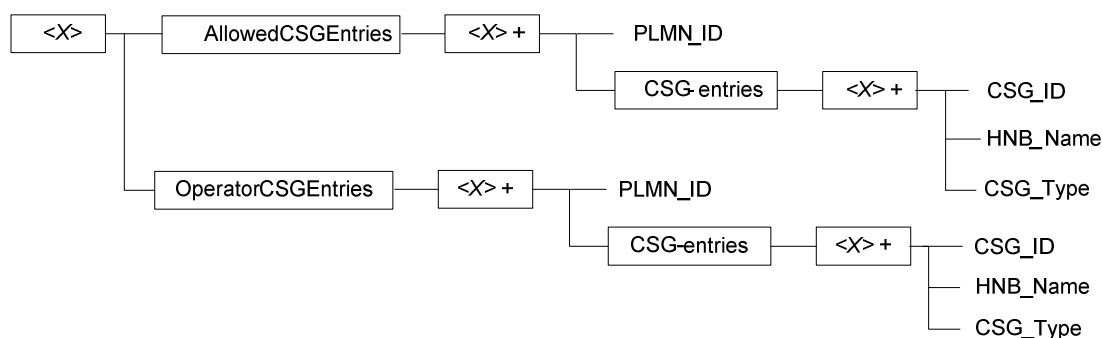 <X>
AllowedCSGEntries
<X> +
PLMN_ID
CSG- entries
<X> +
CSG_ID
HNB_Name
CSG_Type
OperatorCSGEntries
<X> +
PLMN_ID
CSG-entries
<X> +
CSG_ID
HNB_Name
CSG_Type